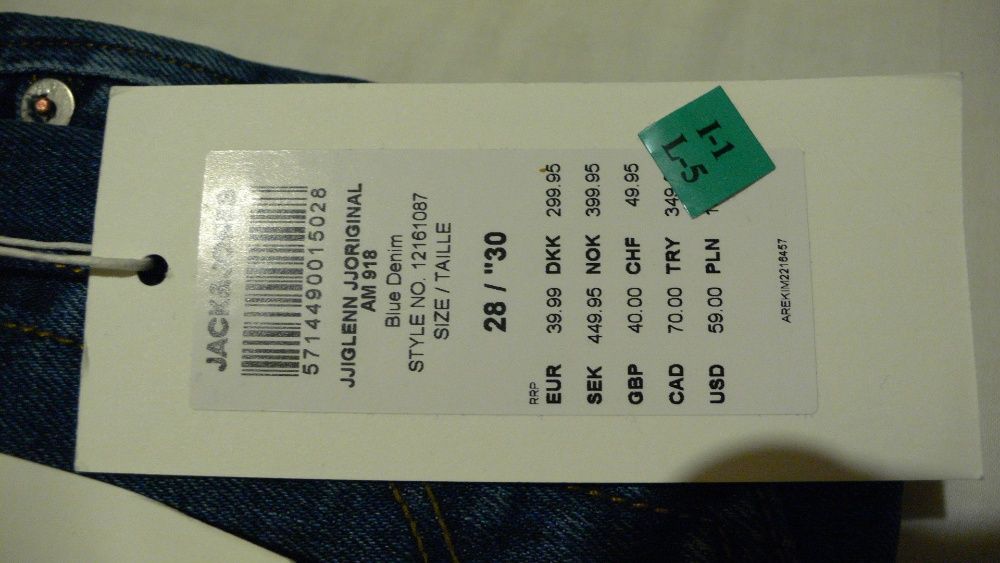 JACK&JONES
5714490015028
JJIGLENN JJORIGINAL
AM 918
Blue Denim
STYLE NO. 12161087
SIZE / TAILLE
28 / "30
RRP
EUR 39.99 DKK 299.95
SEK 449.95 NOK 399.95
GBP 40.00 CHF 49.95
CAD 70.00 TRY 349
USD 59.00 PLN
AREKIM2216457
I-1
L-5